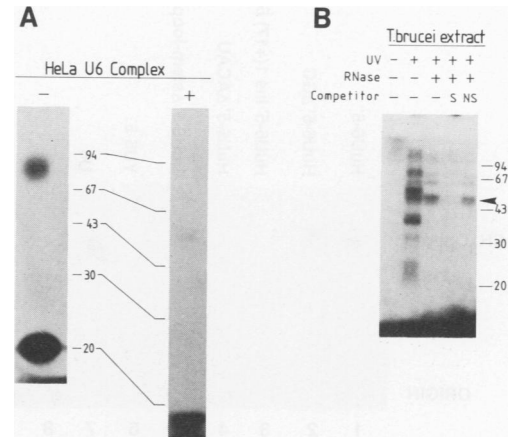 A
HeLa U6 Complex
– +
–94
67
–43
–30
–20
B
T.brucei extract
UV – + + + +
RNase – – + + +
Competitor – – – S NS
–94
–67
–43
–30
–20